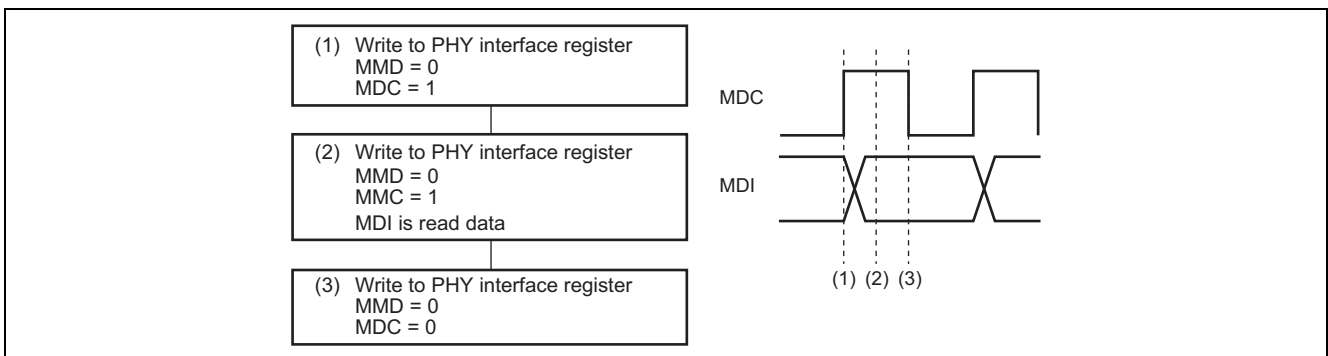 (1) Write to PHY interface register
MMD = 0
MDC = 1
(2) Write to PHY interface register
MMD = 0
MMC = 1
MDI is read data
(3) Write to PHY interface register
MMD = 0
MDC = 0
MDC
MDI
(1) (2) (3)